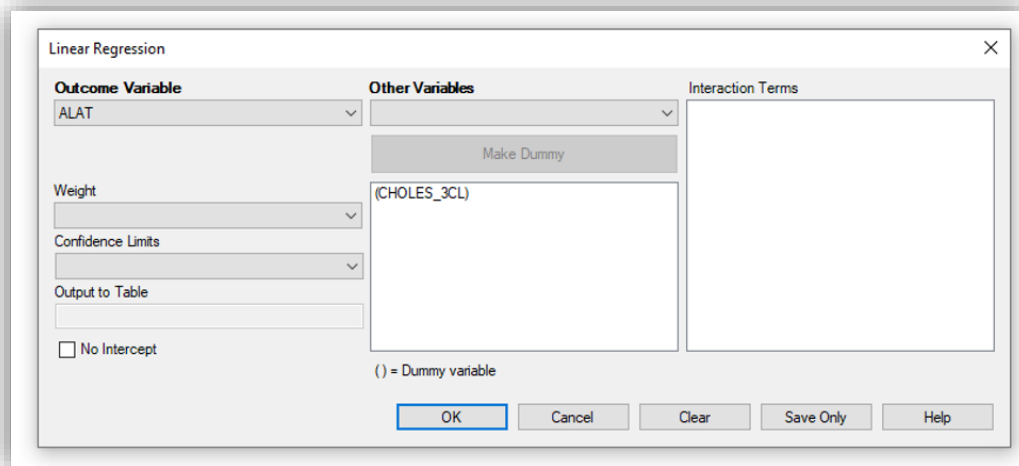 Linear Regression
Outcome Variable
ALAT
Weight
Confidence Limits
Output to Table
No Intercept
Other Variables
Make Dummy
(CHOLES_3CL)
( ) = Dummy variable
Interaction Terms
OK
Cancel
Clear
Save Only
Help